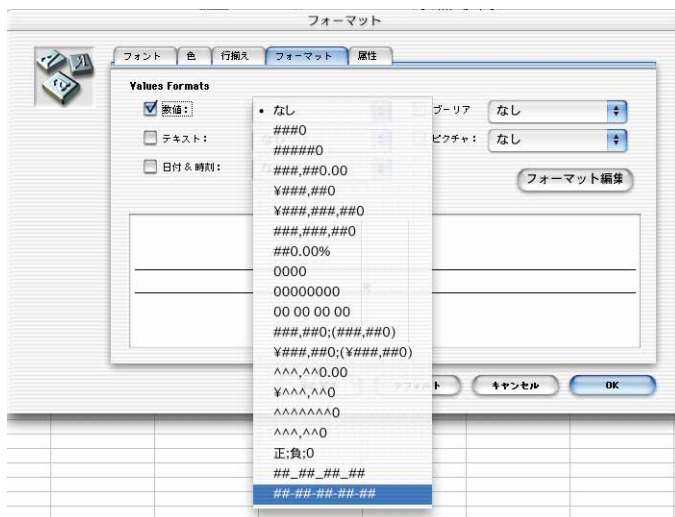 フォーマット
フォント 色 行揃え フォーマット 属性
Values Formats
数値:
テキスト:
日付 & 時刻:
ブーリア なし
ピクチャ: なし
フォーマット編集
• なし
###0
#####0
###,##0.00
¥###,##0
¥###,###,##0
###,###,##0
##0.00%
0000
00000000
00 00 00 00
###,##0;(###,##0)
¥###,##0;(¥###,##0)
^^^,^^0.00
¥^^^,^^0
^^^^^^^0
^^^,^^0
正;負;0
##_##_##_##
##-##-##-##-##
キャンセル
OK